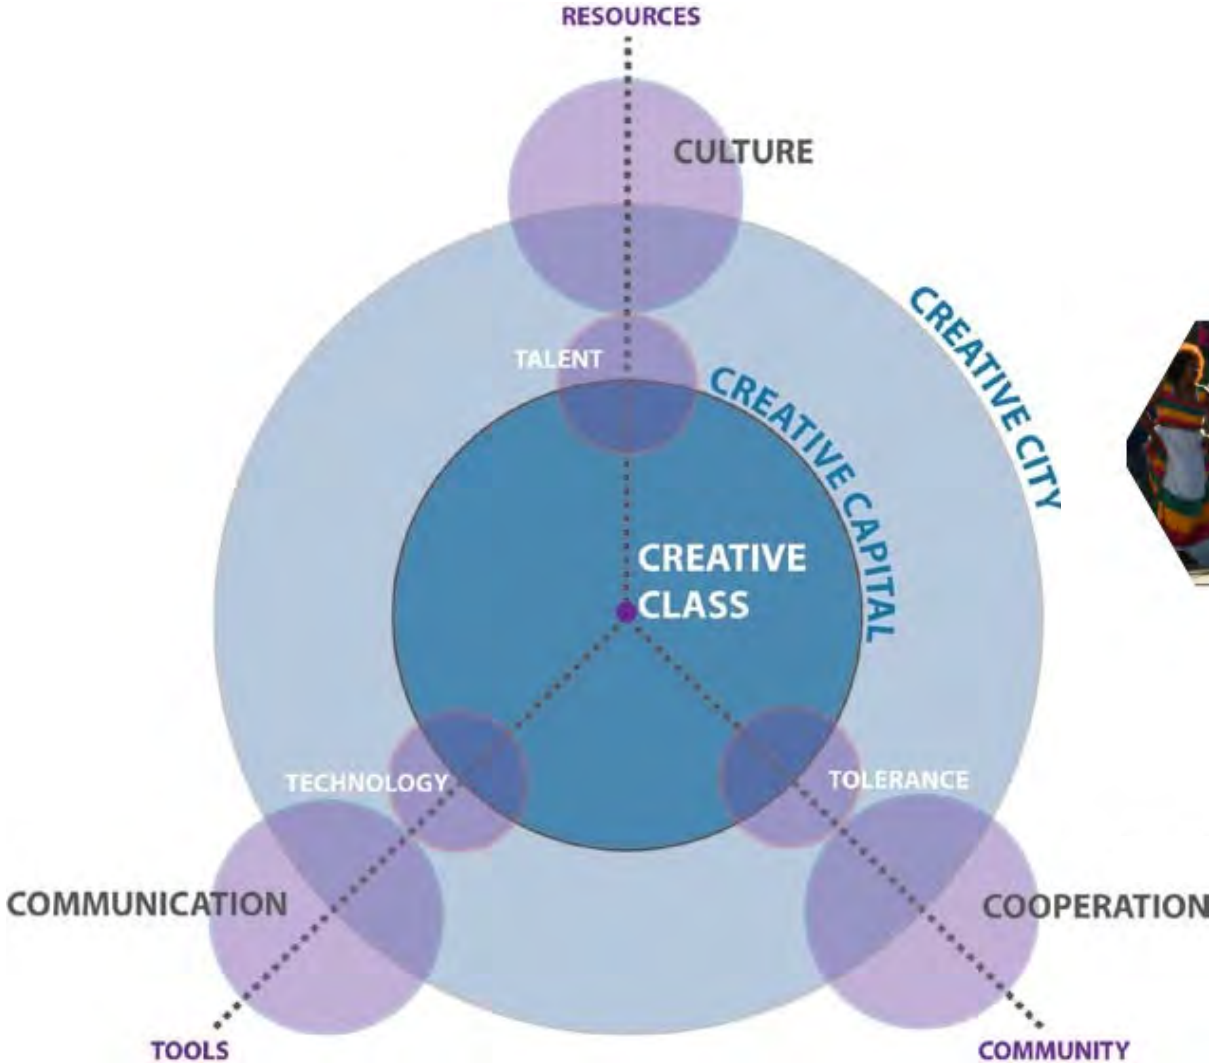 RESOURCES
CULTURE
CREATIVE CITY
TALENT
CREATIVE CAPITAL
CREATIVE
CLASS
TECHNOLOGY
TOLERANCE
COMMUNICATION
COOPERATION
TOOLS
COMMUNITY